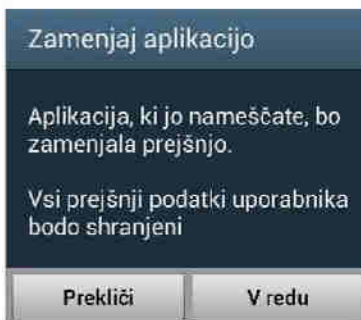 Zamenjaj aplikacijo
Aplikacija, ki jo nameščate, bo
zamenjala prejšnjo.
Vsi prejšnji podatki uporabnika
bodo shranjeni
Prekliči
V redu